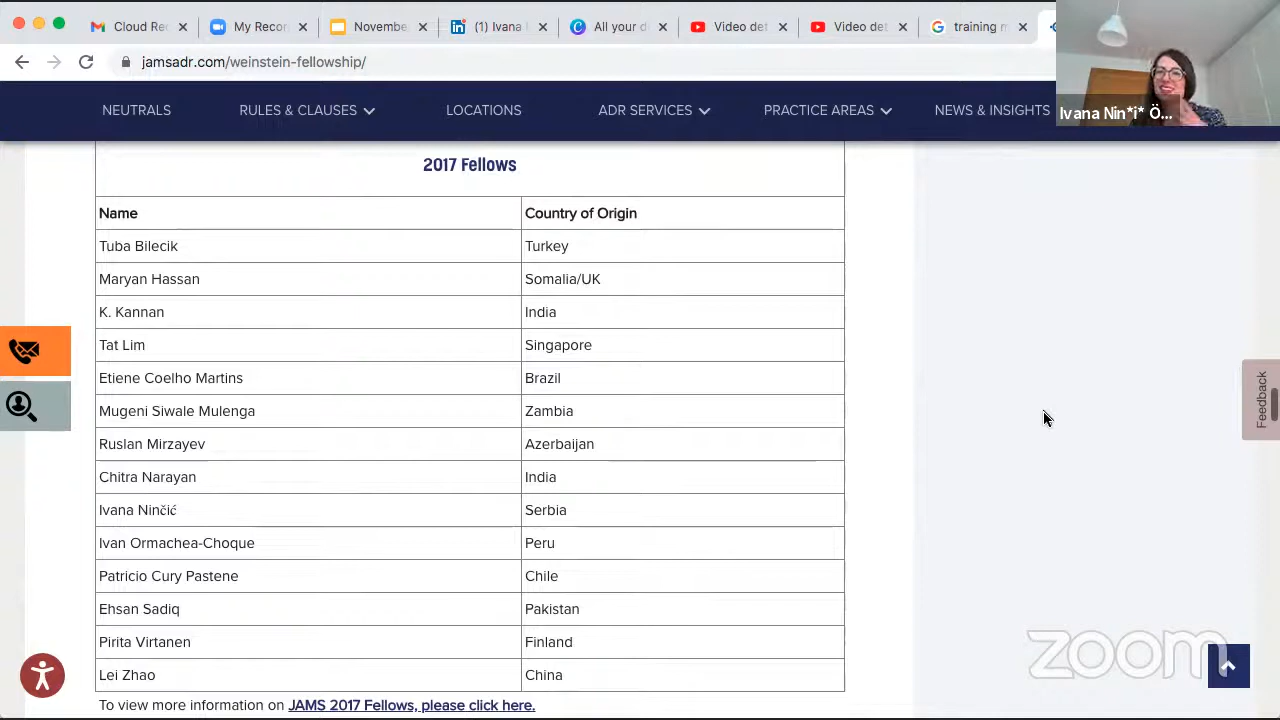 Cloud Rec
My Recon
Novembe
(1) Ivana
All your d
Video det
Video det
training m
jamsadr.com/weinstein-fellowship/
NEUTRALS RULES & CLAUSES LOCATIONS ADR SERVICES PRACTICE AREAS NEWS & INSIGHTS
Ivana Nin*i* Ö...
2017 Fellows
Name Country of Origin
Tuba Bilecik Turkey
Maryan Hassan Somalia/UK
K. Kannan India
Tat Lim Singapore
Etiene Coelho Martins Brazil
Mugeni Siwale Mulenga Zambia
Ruslan Mirzayev Azerbaijan
Chitra Narayan India
Ivana Ninčić Serbia
Ivan Ormachea-Choque Peru
Patricio Cury Pastene Chile
Ehsan Sadiq Pakistan
Pirita Virtanen Finland
Lei Zhao China
To view more information on JAMS 2017 Fellows, please click here.
Feedback
zoom